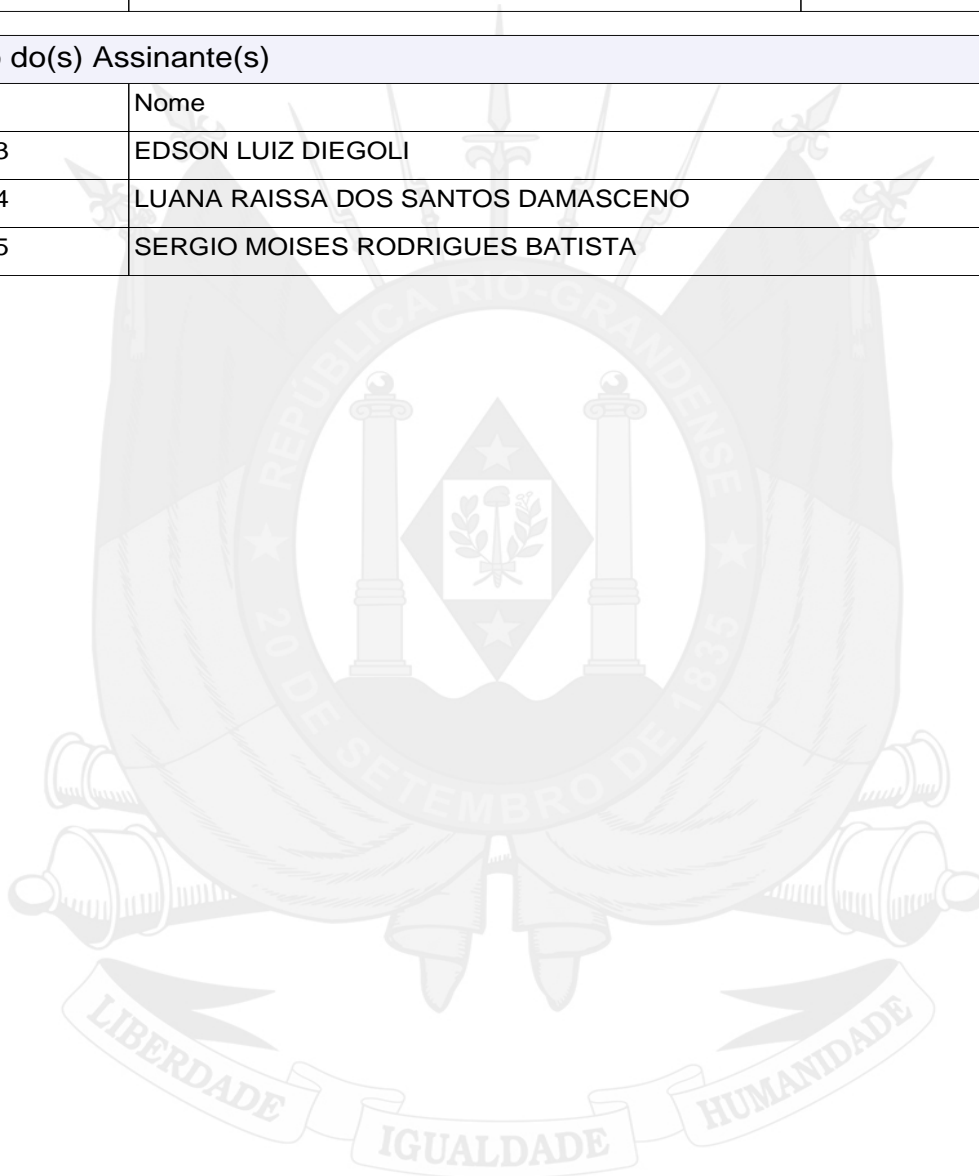 do(s) Assinante(s)
Nome
3 EDSON LUIZ DIEGOLI
4 LUANA RAISSA DOS SANTOS DAMASCENO
5 SERGIO MOISES RODRIGUES BATISTA
REPÚBLICA RIO-GRANDENSE
★ 20 DE SETEMBRO DE 1835 ★
LIBERDADE
IGUALDADE
HUMANIDADE